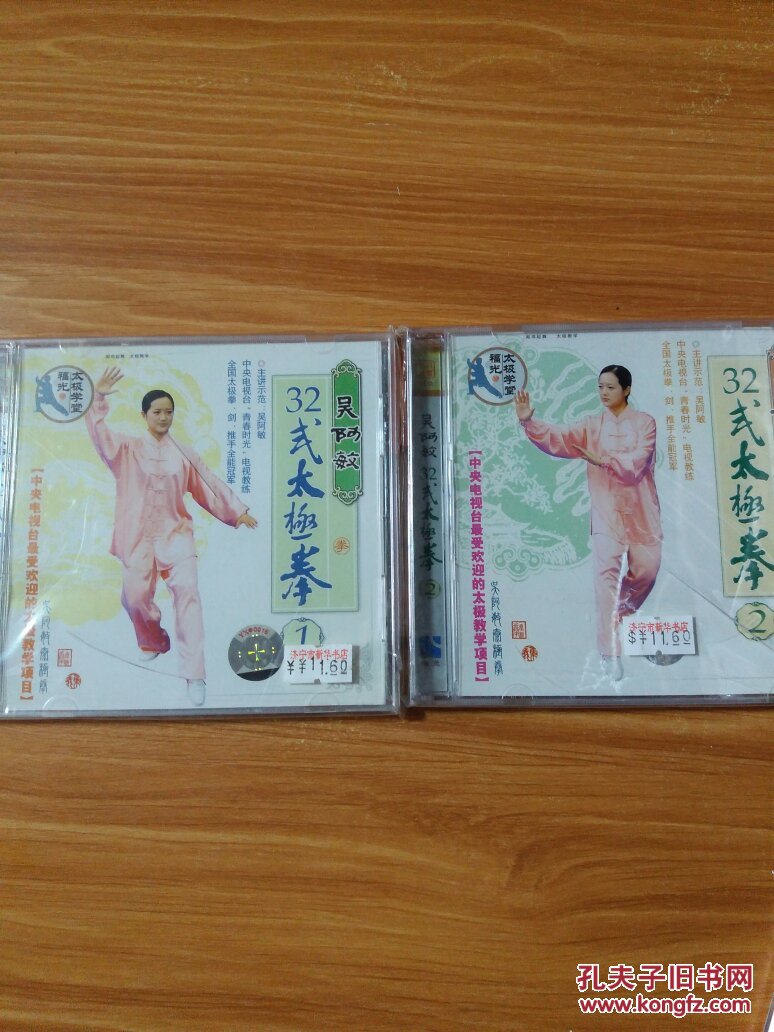 福光
太极学堂
主讲示范：吴阿敏
中央电视台“青春时光”电视教练
全国太极拳、剑、推手全能冠军
吴阿敏
32式太極拳
拳
1
【中央电视台最受欢迎的太极教学项目】
济宁市新华书店
¥¥11.60
吴阿敏 32式太極拳 2
福光
太极学堂
主讲示范：吴阿敏
中央电视台“青春时光”电视教练
全国太极拳、剑、推手全能冠军
32式太極拳
2
【中央电视台最受欢迎的太极教学项目】
济宁市新华书店
$¥11.60
孔夫子旧书网
www.kongfz.com